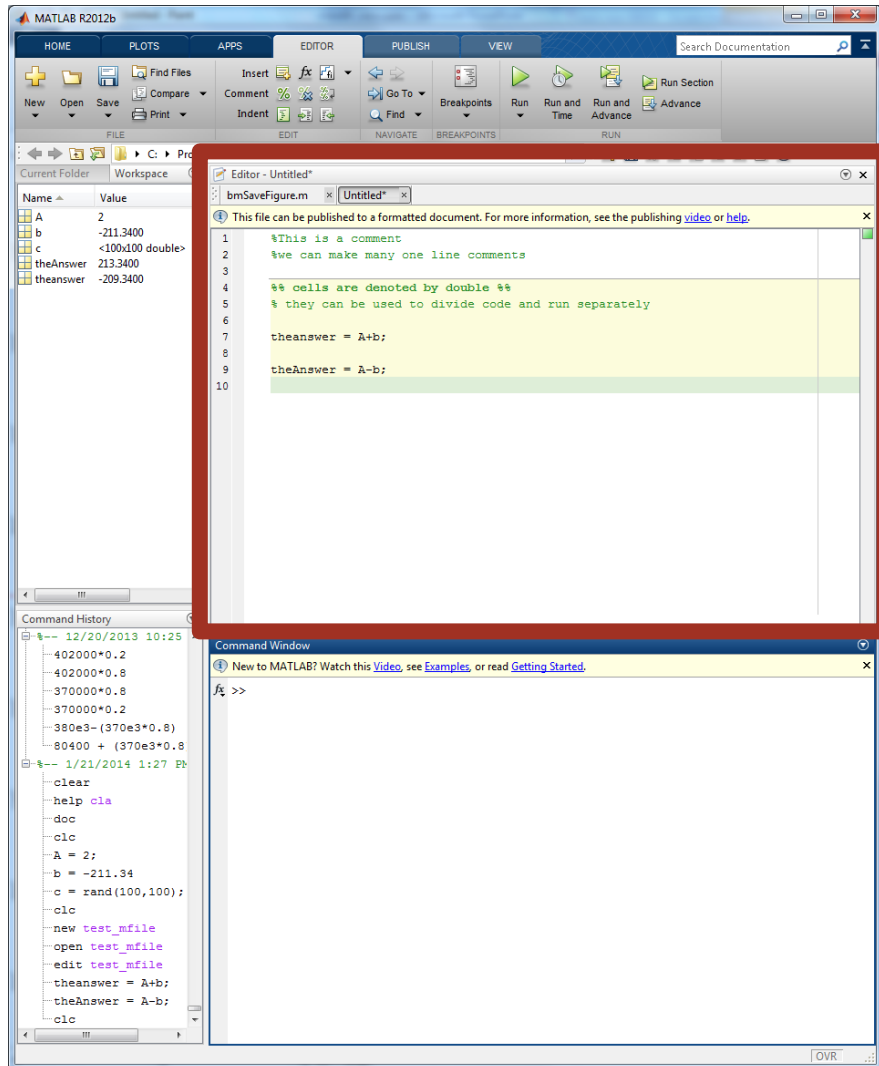 MATLAB R2012b
HOME PLOTS APPS EDITOR PUBLISH VIEW Search Documentation
New Open Save Find Files Compare Print
Insert fx
Comment
Indent
Go To
Find
Breakpoints
Run Run and Time Run and Advance Run Section Advance
FILE EDIT NAVIGATE BREAKPOINTS RUN
C:
Current Folder Workspace
Name Value
A 2
b -211.3400
c <100x100 double>
theAnswer 213.3400
theanswer -209.3400
Editor - Untitled*
bmSaveFigure.m × Untitled* ×
This file can be published to a formatted document. For more information, see the publishing video or help.
1 %This is a comment
2 %we can make many one line comments
3
4 %% cells are denoted by double %%
5 % they can be used to divide code and run separately
6
7 theanswer = A+b;
8
9 theAnswer = A-b;
10
Command History
%-- 12/20/2013 10:25
402000*0.2
402000*0.8
370000*0.8
370000*0.2
380e3-(370e3*0.8)
80400 + (370e3*0.8
%-- 1/21/2014 1:27 PM
clear
help cla
doc
clc
A = 2;
b = -211.34
c = rand(100,100);
clc
new test_mfile
open test_mfile
edit test_mfile
theanswer = A+b;
theAnswer = A-b;
clc
Command Window
New to MATLAB? Watch this Video, see Examples, or read Getting Started.
fx >>
OVR